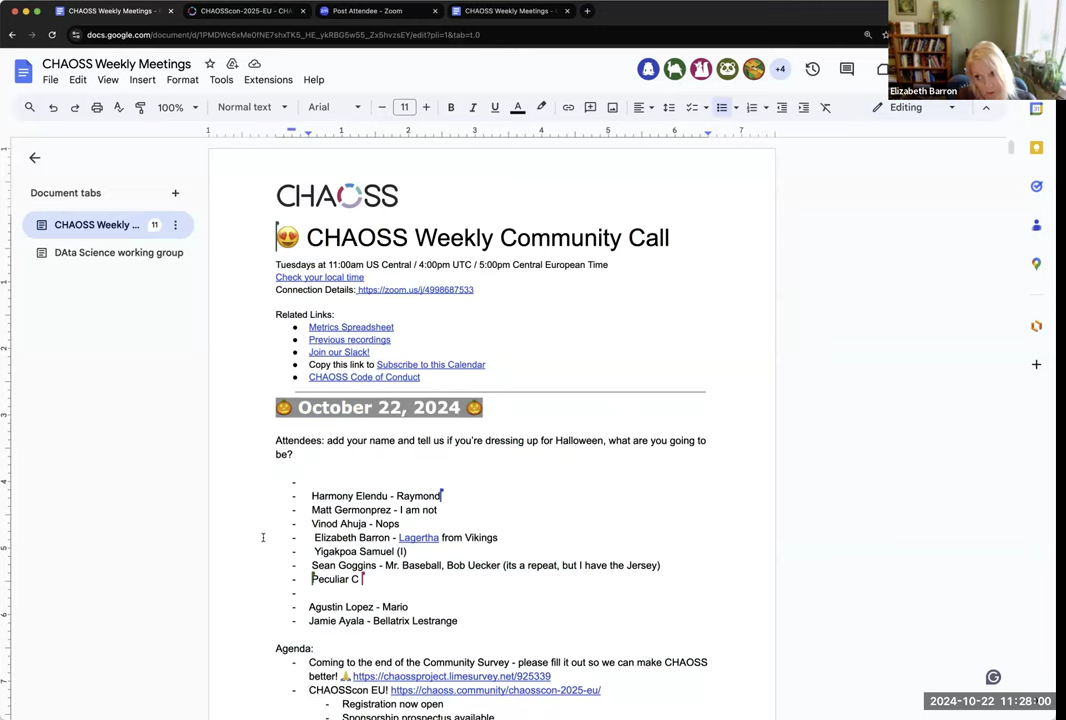 CHAOSS Weekly Meetings -
CHAOSScon-2025-EU - CHA
Post Attendee - Zoom
CHAOSS Weekly Meetings - G
docs.google.com/document/d/1PMDWc6xMe0fNE7shxTK5_HE_ykRBG5w55_Zx5hvzsEY/edit?pli=1&tab=t.0
CHAOSS Weekly Meetings
File Edit View Insert Format Tools Extensions Help
+4
100% Normal text Arial 11 B I U A Editing
Elizabeth Barron
1 1 2 3 4 5 6 7
Document tabs
CHAOSS Weekly ... 11
DAta Science working group
CHAOSS
😍 CHAOSS Weekly Community Call
Tuesdays at 11:00am US Central / 4:00pm UTC / 5:00pm Central European Time
Check your local time
Connection Details: https://zoom.us/j/4998687533
Related Links:
● Metrics Spreadsheet
● Previous recordings
● Join our Slack!
● Copy this link to Subscribe to this Calendar
● CHAOSS Code of Conduct
🎃 October 22, 2024 🎃
Attendees: add your name and tell us if you're dressing up for Halloween, what are you going to
be?
-
- Harmony Elendu - Raymond
- Matt Germonprez - I am not
- Vinod Ahuja - Nops
- Elizabeth Barron - Lagertha from Vikings
- Yigakpoa Samuel (I)
- Sean Goggins - Mr. Baseball, Bob Uecker (its a repeat, but I have the Jersey)
- Peculiar C
-
- Agustin Lopez - Mario
- Jamie Ayala - Bellatrix Lestrange
Agenda:
- Coming to the end of the Community Survey - please fill it out so we can make CHAOSS
better! 🙏 https://chaossproject.limesurvey.net/925339
- CHAOSScon EU! https://chaoss.community/chaosscon-2025-eu/
- Registration now open
- Sponsorship prospectus available
2024-10-22 11:28:00